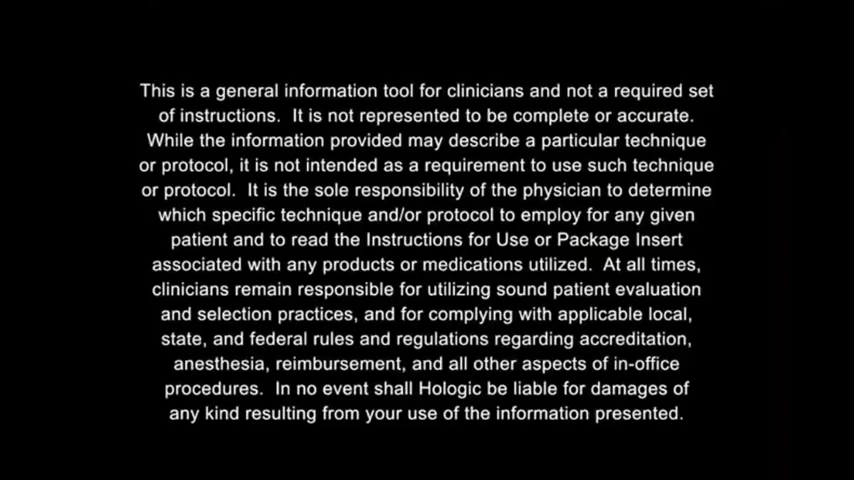 This is a general information tool for clinicians and not a required set
of instructions.  It is not represented to be complete or accurate.
While the information provided may describe a particular technique
or protocol, it is not intended as a requirement to use such technique
or protocol.  It is the sole responsibility of the physician to determine
which specific technique and/or protocol to employ for any given
patient and to read the Instructions for Use or Package Insert
associated with any products or medications utilized.  At all times,
clinicians remain responsible for utilizing sound patient evaluation
and selection practices, and for complying with applicable local,
state, and federal rules and regulations regarding accreditation,
anesthesia, reimbursement, and all other aspects of in-office
procedures.  In no event shall Hologic be liable for damages of
any kind resulting from your use of the information presented.